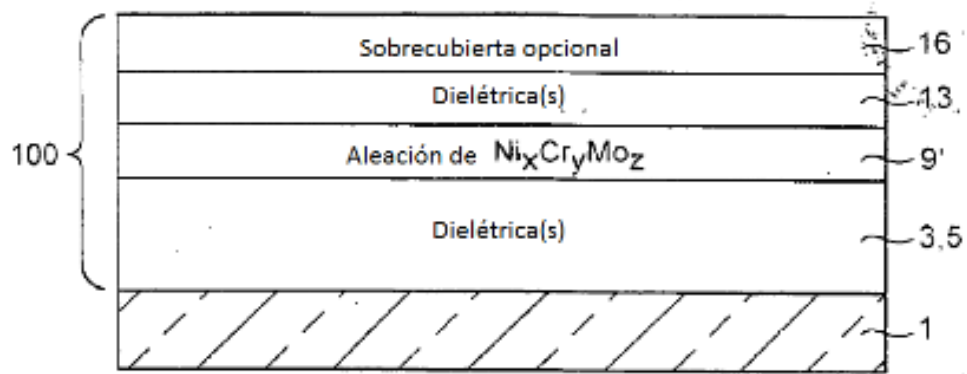 Sobrecubierta opcional 16
Dielétrica(s) 13
100 Aleación de NixCryMoz 9'
Dielétrica(s) 3,5
1